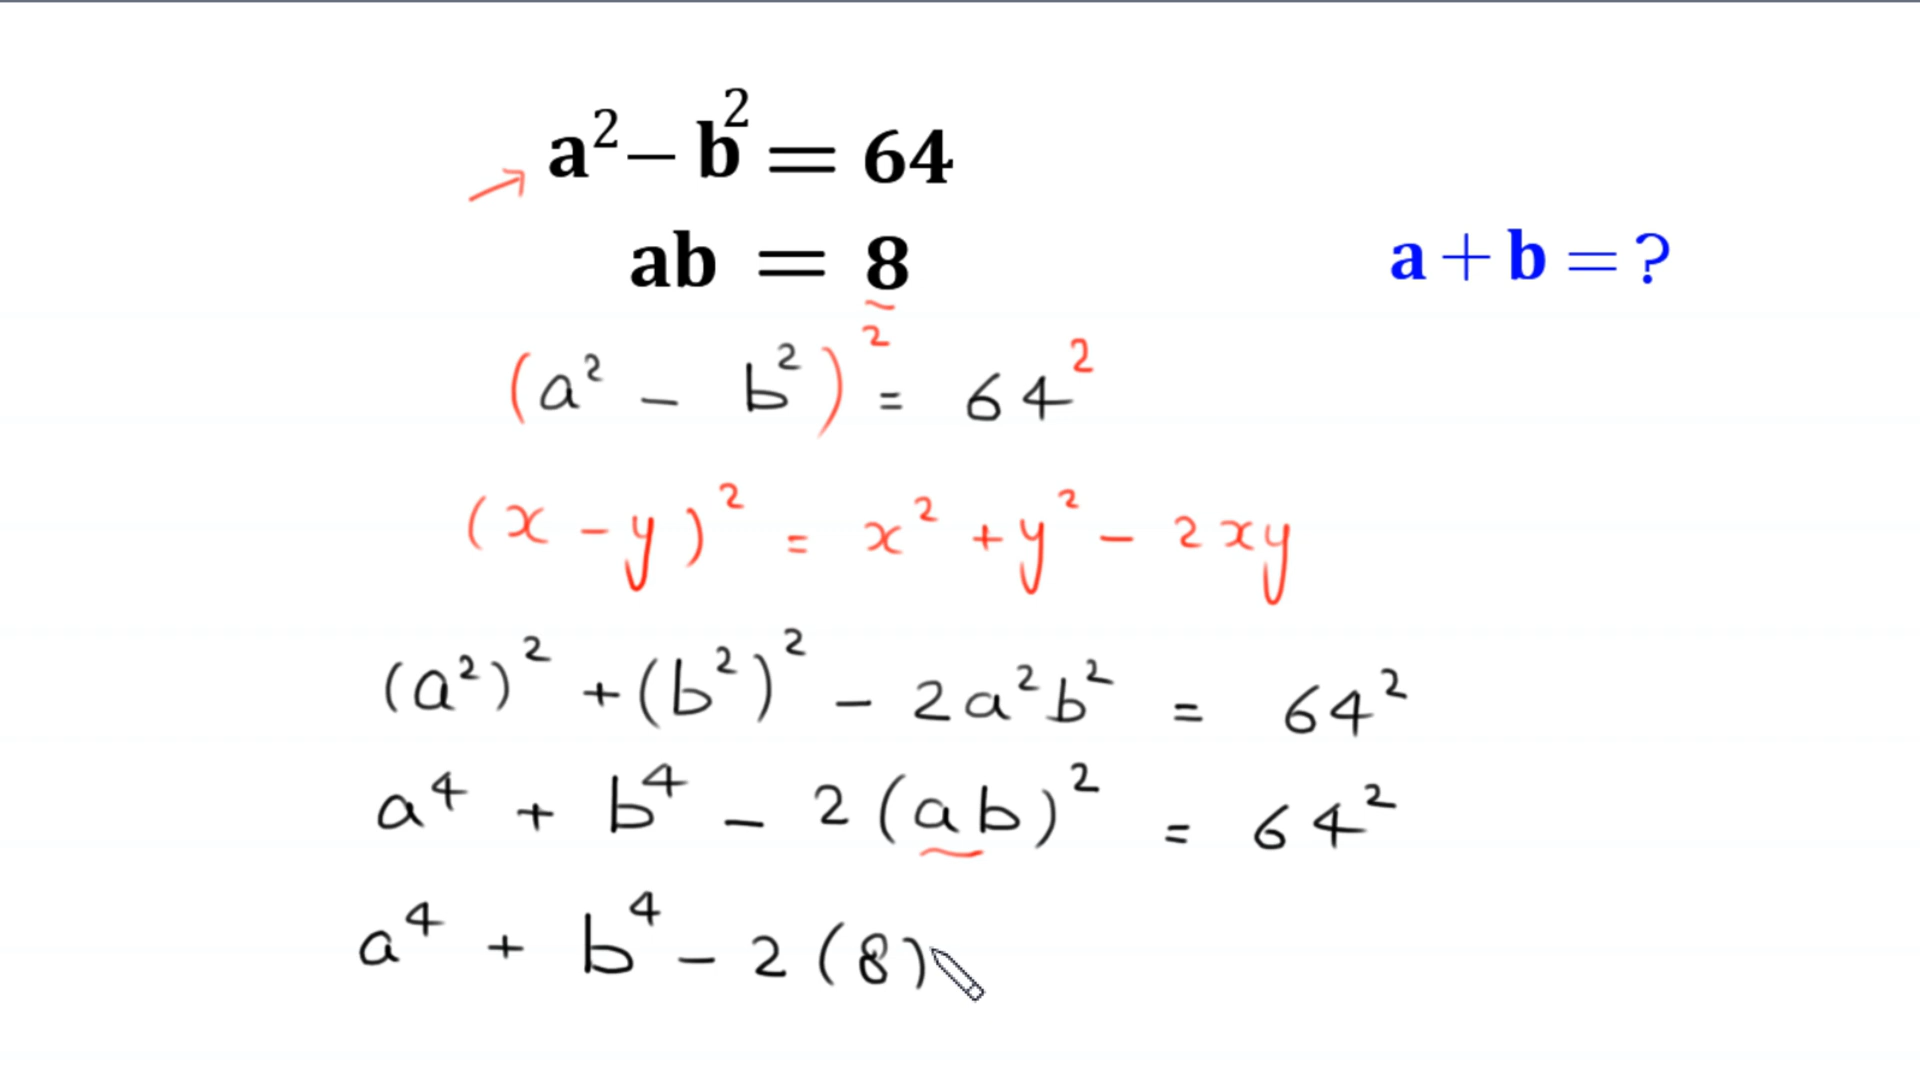 a² − b² = 64
ab = 8
a + b = ?
(a² − b²)² = 64²
(x − y)² = x² + y² − 2xy
(a²)² + (b²)² − 2a²b² = 64²
a⁴ + b⁴ − 2(ab)² = 64²
a⁴ + b⁴ − 2(8)